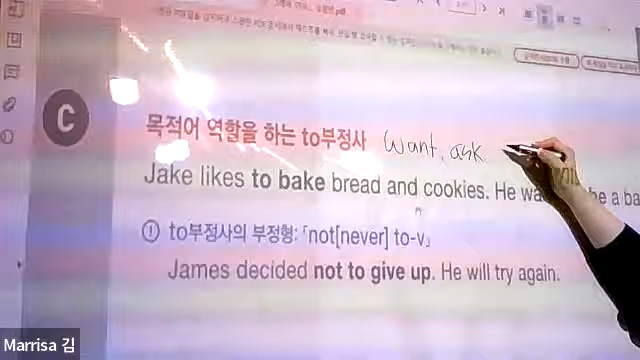 C
목적어 역할을 하는 to부정사 want, ask
Jake likes to bake bread and cookies. He wa be a ba
! to부정사의 부정형: 「not[never] to-v」
James decided not to give up. He will try again.
Marrisa 김